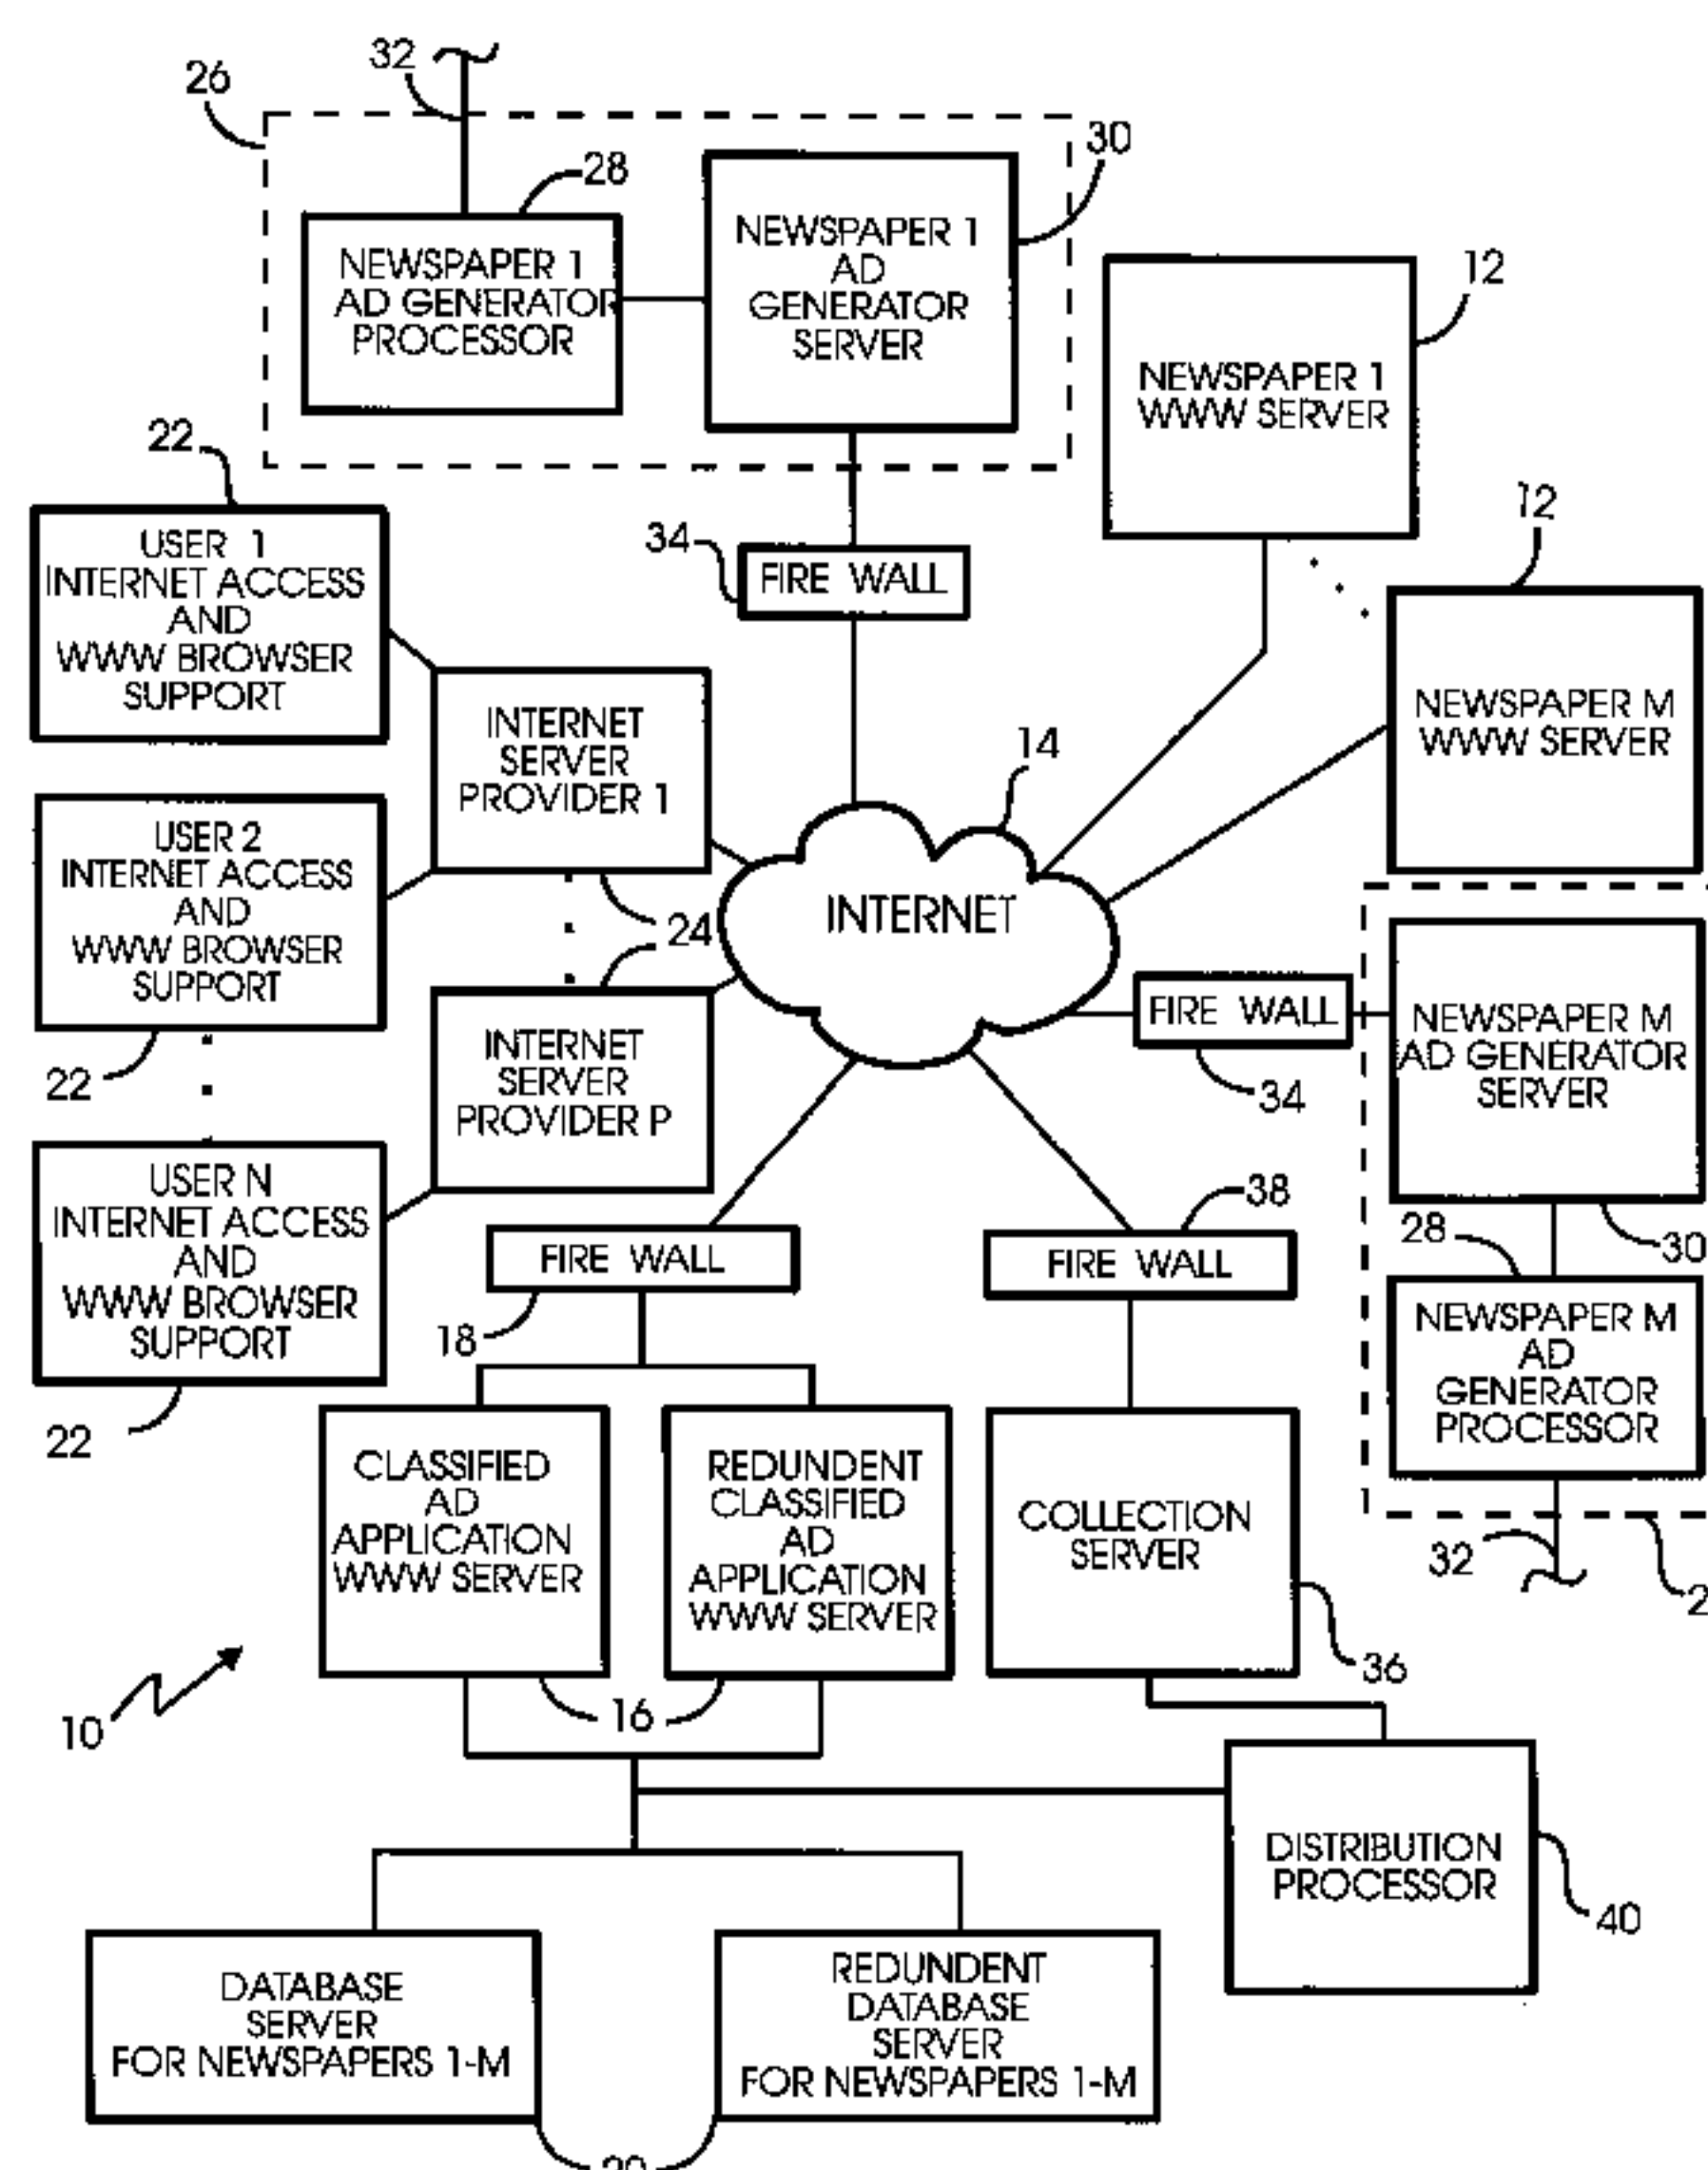 32
26
28
30
NEWSPAPER 1
AD GENERATOR
PROCESSOR
NEWSPAPER 1
AD
GENERATOR
SERVER
12
NEWSPAPER 1
WWW SERVER
22
USER 1
INTERNET ACCESS
AND
WWW BROWSER
SUPPORT
34
FIRE WALL
12
NEWSPAPER M
WWW SERVER
INTERNET
SERVER
PROVIDER 1
14
INTERNET
USER 2
INTERNET ACCESS
AND
WWW BROWSER
SUPPORT
22
24
INTERNET
SERVER
PROVIDER P
FIRE WALL
34
NEWSPAPER M
AD GENERATOR
SERVER
30
28
NEWSPAPER M
AD
GENERATOR
PROCESSOR
32
USER N
INTERNET ACCESS
AND
WWW BROWSER
SUPPORT
22
FIRE WALL
18
38
FIRE WALL
CLASSIFIED
AD
APPLICATION
WWW SERVER
REDUNDENT
CLASSIFIED
AD
APPLICATION
WWW SERVER
16
COLLECTION
SERVER
36
10
DISTRIBUTION
PROCESSOR
40
DATABASE
SERVER
FOR NEWSPAPERS 1-M
REDUNDENT
DATABASE
SERVER
FOR NEWSPAPERS 1-M